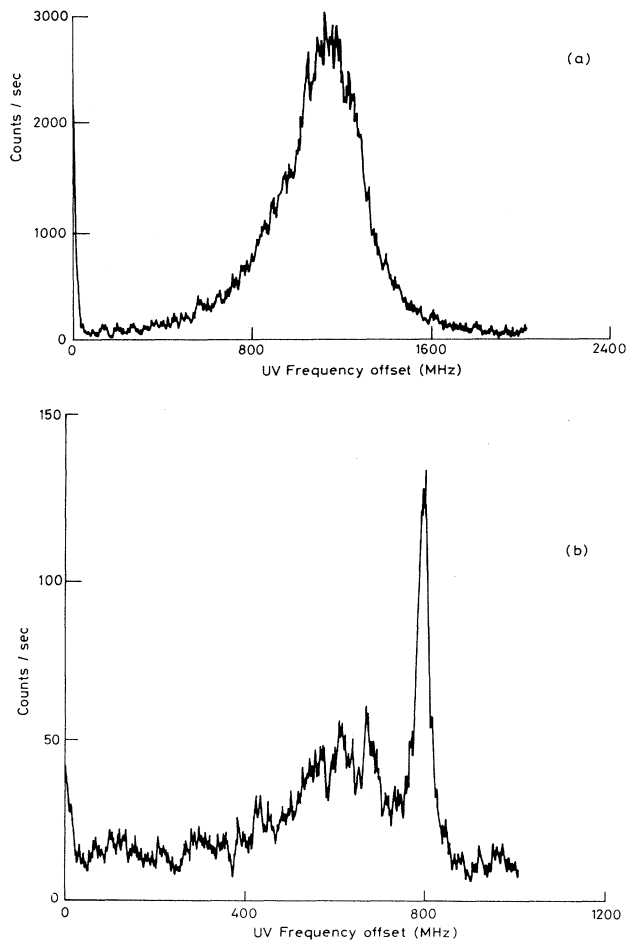 3000
(a)
Counts / sec
2000
1000
0
0 800 1600 2400
UV Frequency offset (MHz)
150
(b)
100
Counts / sec
50
0
0 400 800 1200
UV Frequency offset (MHz)